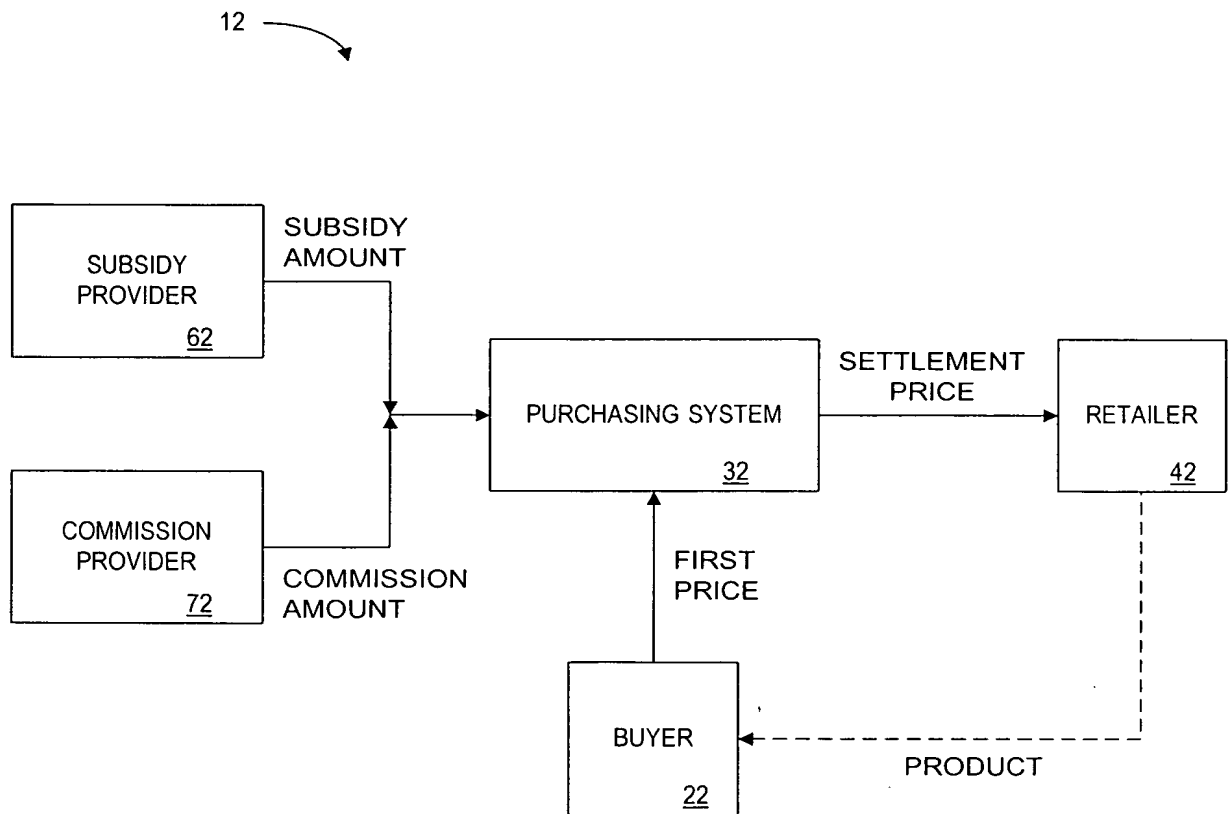 12
SUBSIDY
PROVIDER
62
SUBSIDY
AMOUNT
COMMISSION
PROVIDER
72
COMMISSION
AMOUNT
PURCHASING SYSTEM
32
SETTLEMENT
PRICE
RETAILER
42
FIRST
PRICE
BUYER
22
PRODUCT